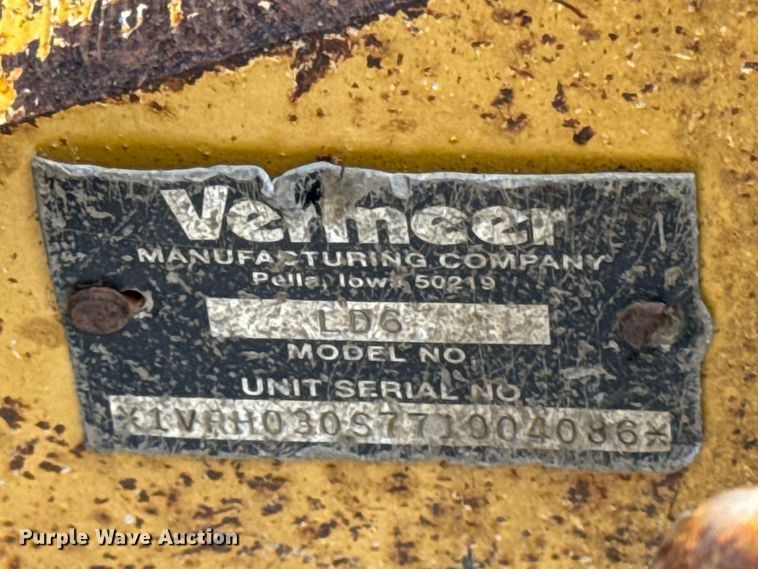 Vermeer
MANUFACTURING COMPANY
Pella, Iowa 50219
LD6
MODEL NO.
UNIT SERIAL NO.
*1VRH030S771004086*
Purple Wave Auction